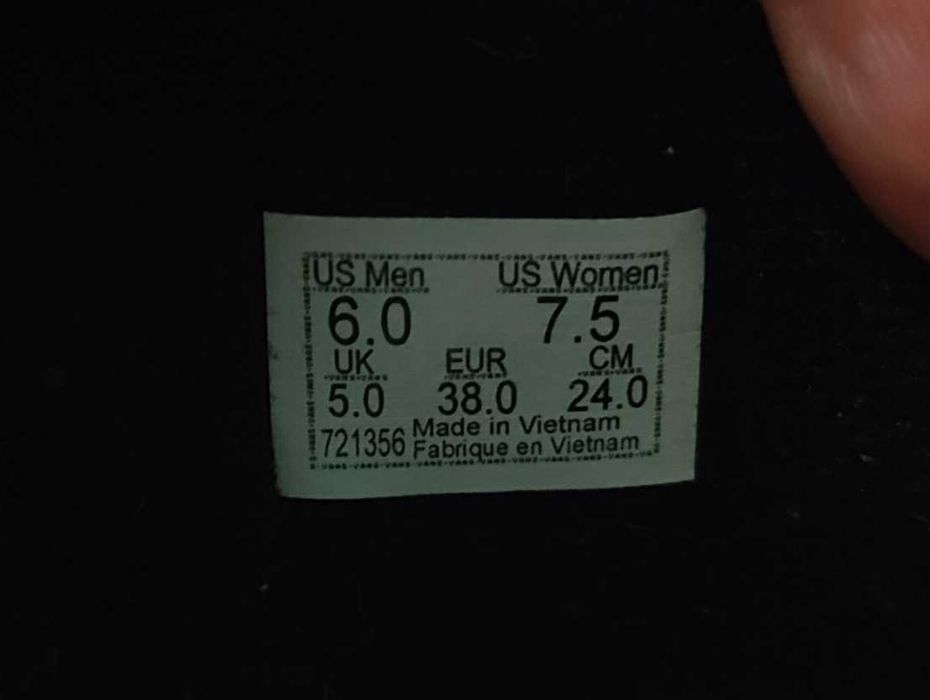 US Men US Women
6.0 7.5
UK EUR CM
5.0 38.0 24.0
721356 Made in Vietnam
Fabrique en Vietnam